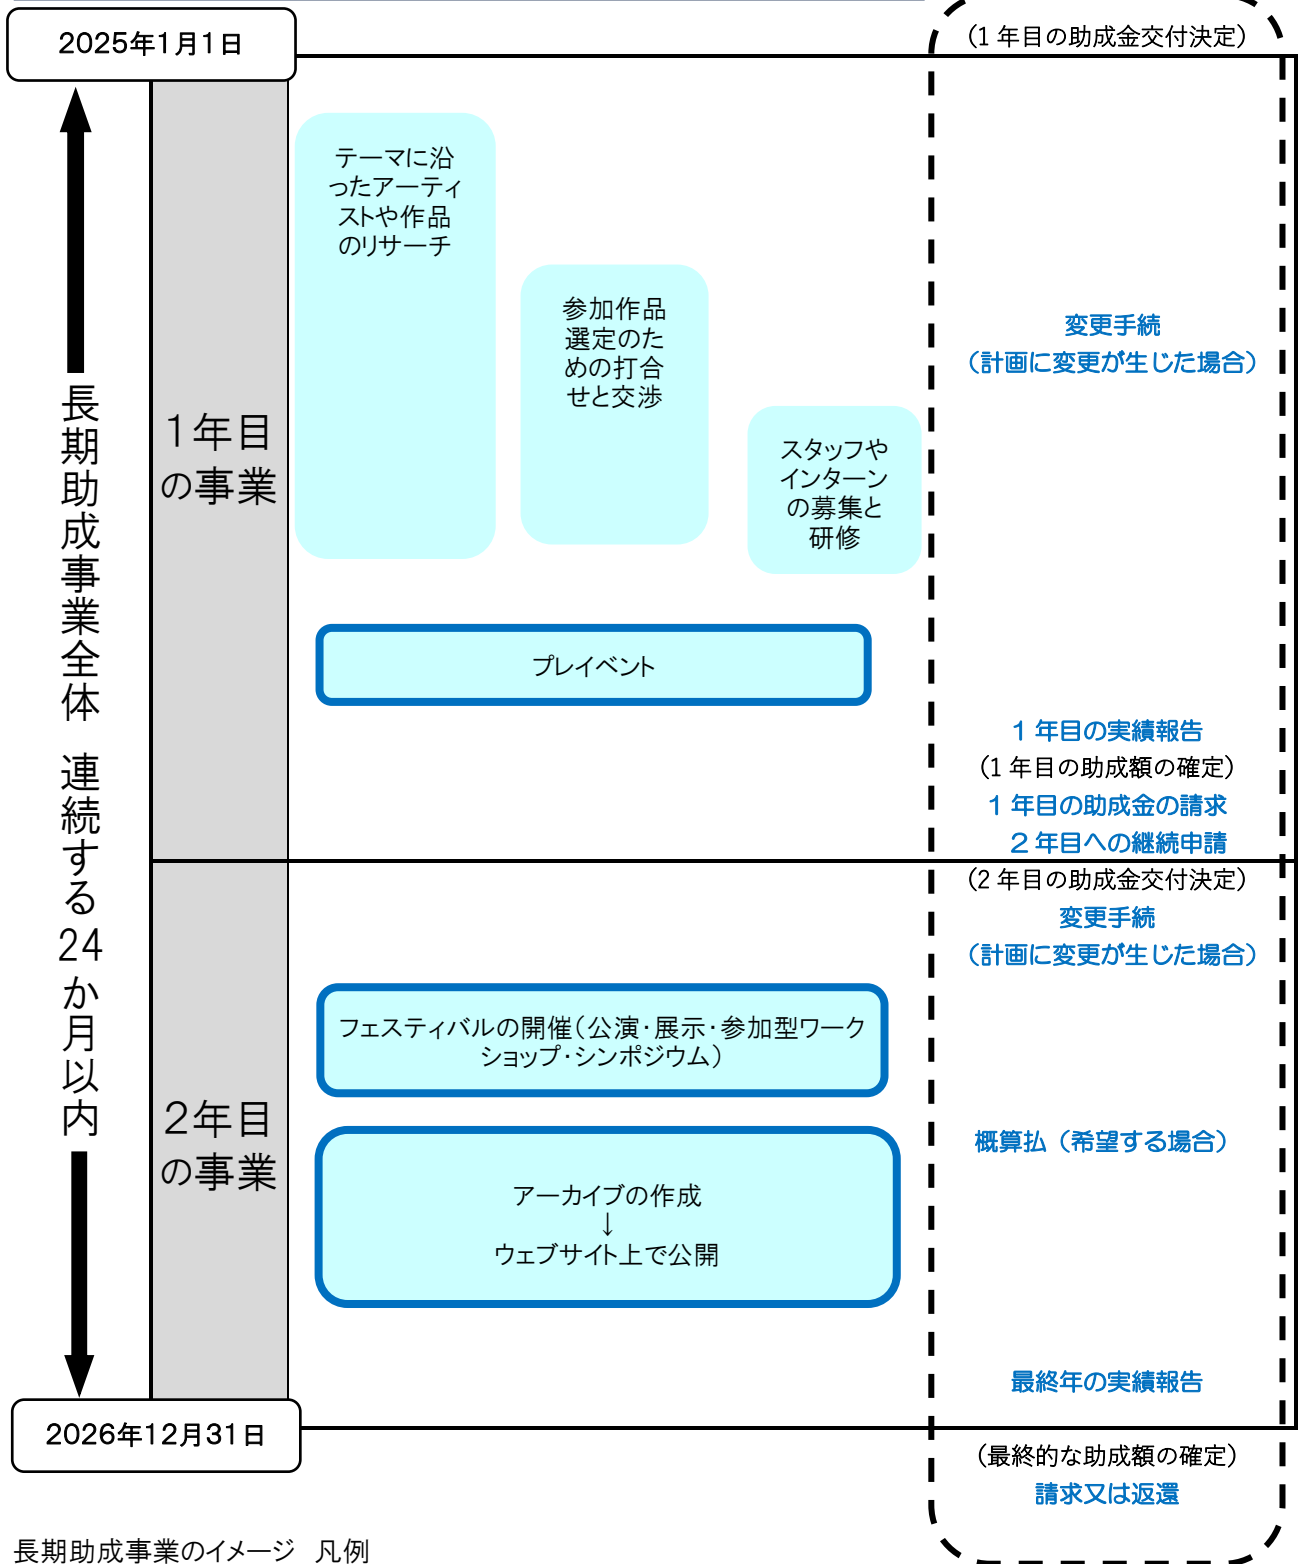 2025年1月1日
(1年目の助成金交付決定)
長期助成事業全体 連続する24か月以内
1年目
の事業
テーマに沿
ったアーティ
ストや作品
のリサーチ
参加作品
選定のた
めの打合
せと交渉
スタッフや
インターン
の募集と
研修
プレイベント
変更手続
(計画に変更が生じた場合)
1年目の実績報告
(1年目の助成額の確定)
1年目の助成金の請求
2年目への継続申請
2年目
の事業
(2年目の助成金交付決定)
変更手続
(計画に変更が生じた場合)
フェスティバルの開催(公演・展示・参加型ワーク
ショップ・シンポジウム)
アーカイブの作成
↓
ウェブサイト上で公開
概算払(希望する場合)
最終年の実績報告
2026年12月31日
(最終的な助成額の確定)
請求又は返還
長期助成事業のイメージ 凡例